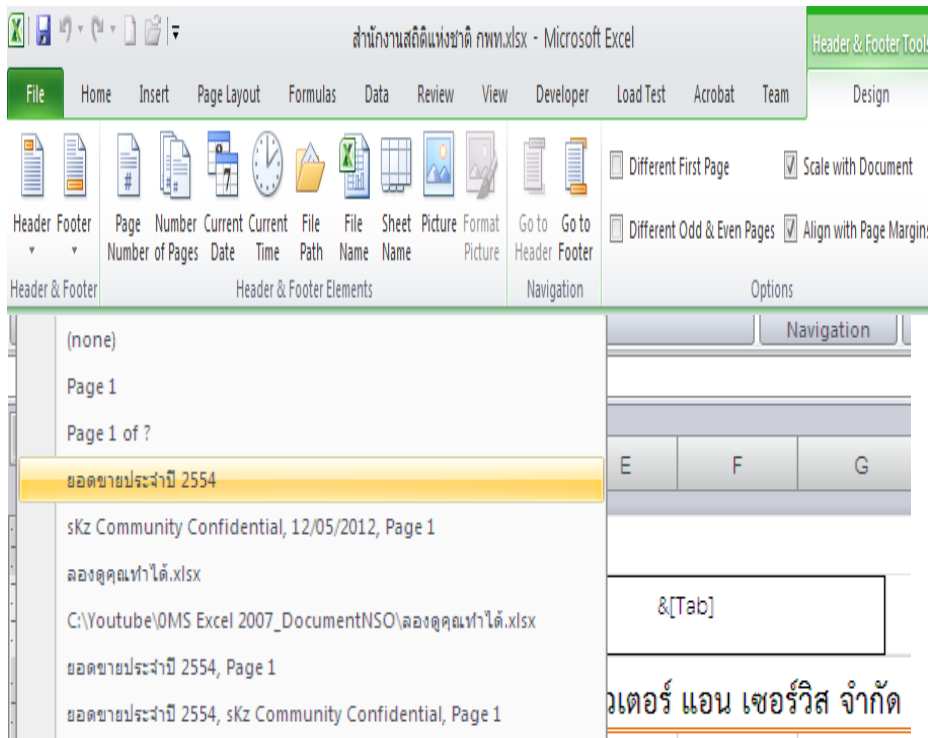 สำนักงานสถิติแห่งชาติ กพท.xlsx - Microsoft Excel
Header & Footer Tools
File Home Insert Page Layout Formulas Data Review View Developer Load Test Acrobat Team Design
Different First Page Scale with Document
Header Footer Page Number Number of Pages Current Date Current Time File Path File Name Sheet Name Picture Format Picture Go to Header Go to Footer
Different Odd & Even Pages Align with Page Margins
Header & Footer Header & Footer Elements Navigation Options
Navigation
(none)
Page 1
Page 1 of ?
E F G
ยอดขายประจำปี 2554
sKz Community Confidential, 12/05/2012, Page 1
ลองดูคุณทำได้.xlsx
&[Tab]
C:\Youtube\0MS Excel 2007_DocumentNSO\ลองดูคุณทำได้.xlsx
ยอดขายประจำปี 2554, Page 1
วเตอร์ แอน เซอร์วิส จำกัด
ยอดขายประจำปี 2554, sKz Community Confidential, Page 1